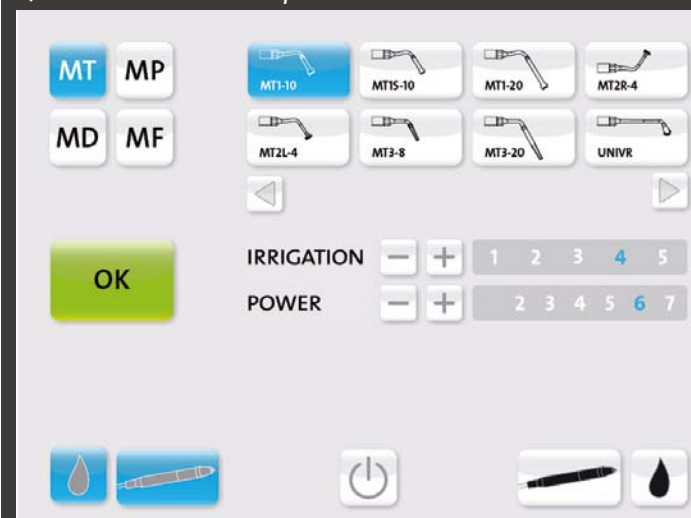 MT MP
MT1-10 MT1S-10 MT1-20 MT2R-4
MD MF
MT2L-4 MT3-8 MT3-20 UNIVR
OK
IRRIGATION − + 1 2 3 4 5
POWER − + 2 3 4 5 6 7